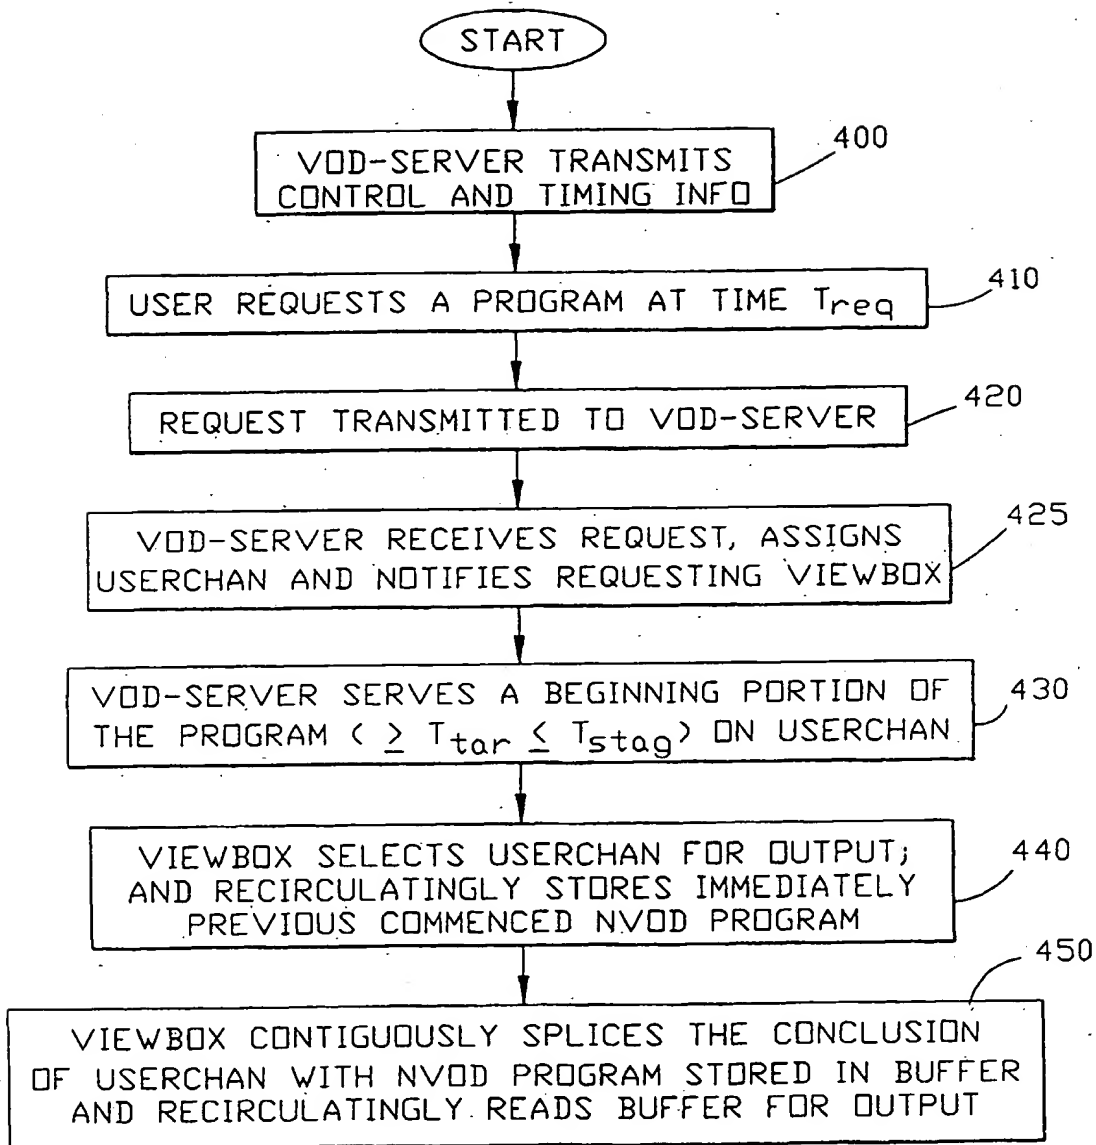 START
VOD-SERVER TRANSMITS
CONTROL AND TIMING INFO
400
USER REQUESTS A PROGRAM AT TIME Treq
410
REQUEST TRANSMITTED TO VOD-SERVER
420
VOD-SERVER RECEIVES REQUEST, ASSIGNS
USERCHAN AND NOTIFIES REQUESTING VIEWBOX
425
VOD-SERVER SERVES A BEGINNING PORTION OF
THE PROGRAM ( ≥ Ttar ≤ Tstag) ON USERCHAN
430
VIEWBOX SELECTS USERCHAN FOR OUTPUT;
AND RECIRCULATINGLY STORES IMMEDIATELY
PREVIOUS COMMENCED NVOD PROGRAM
440
450
VIEWBOX CONTIGUOUSLY SPLICES THE CONCLUSION
OF USERCHAN WITH NVOD PROGRAM STORED IN BUFFER
AND RECIRCULATINGLY READS BUFFER FOR OUTPUT